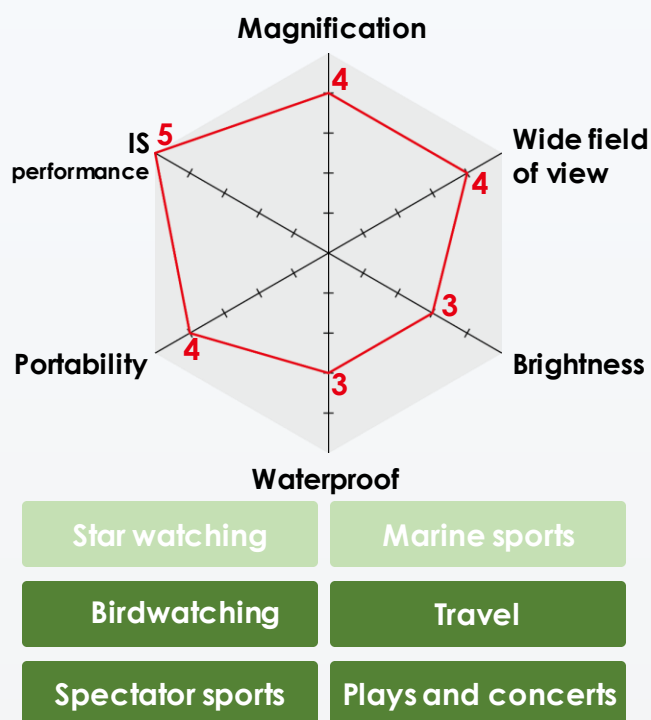 Magnification
4
IS
performance
5
Wide field
of view
4
3
Portability
4
3
Brightness
Waterproof
Star watching
Marine sports
Birdwatching
Travel
Spectator sports
Plays and concerts